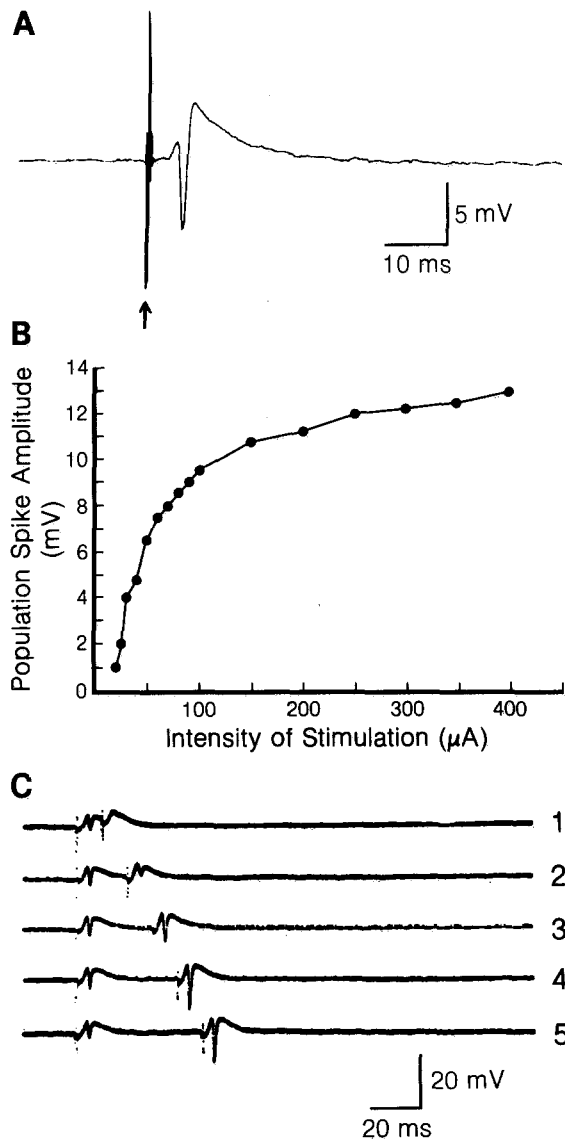 A
5 mV
10 ms
B
Population Spike Amplitude
(mV)
14
12
10
8
6
4
2
0
100
200
300
400
Intensity of Stimulation (μA)
C
1
2
3
4
5
20 mV
20 ms